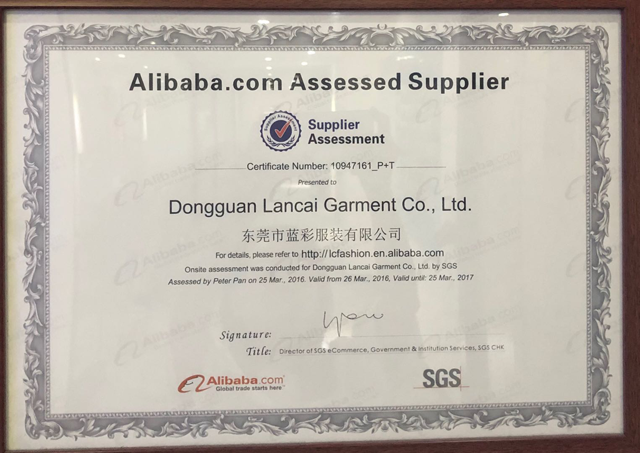 Alibaba.com Assessed Supplier
Supplier Assessment
Supplier
Assessment
Certificate Number: 10947161_P+T
Presented to
Dongguan Lancai Garment Co., Ltd.
东莞市蓝彩服装有限公司
For details, please refer to http://lcfashion.en.alibaba.com
Onsite assessment was conducted for Dongguan Lancai Garment Co., Ltd. by SGS
Assessed by Peter Pan on 25 Mar., 2016. Valid from 26 Mar., 2016, Valid until: 25 Mar., 2017
Signature:
Title: Director of SGS eCommerce, Government & Institution Services, SGS CHK
Alibaba.com®
Global trade starts here™
SGS